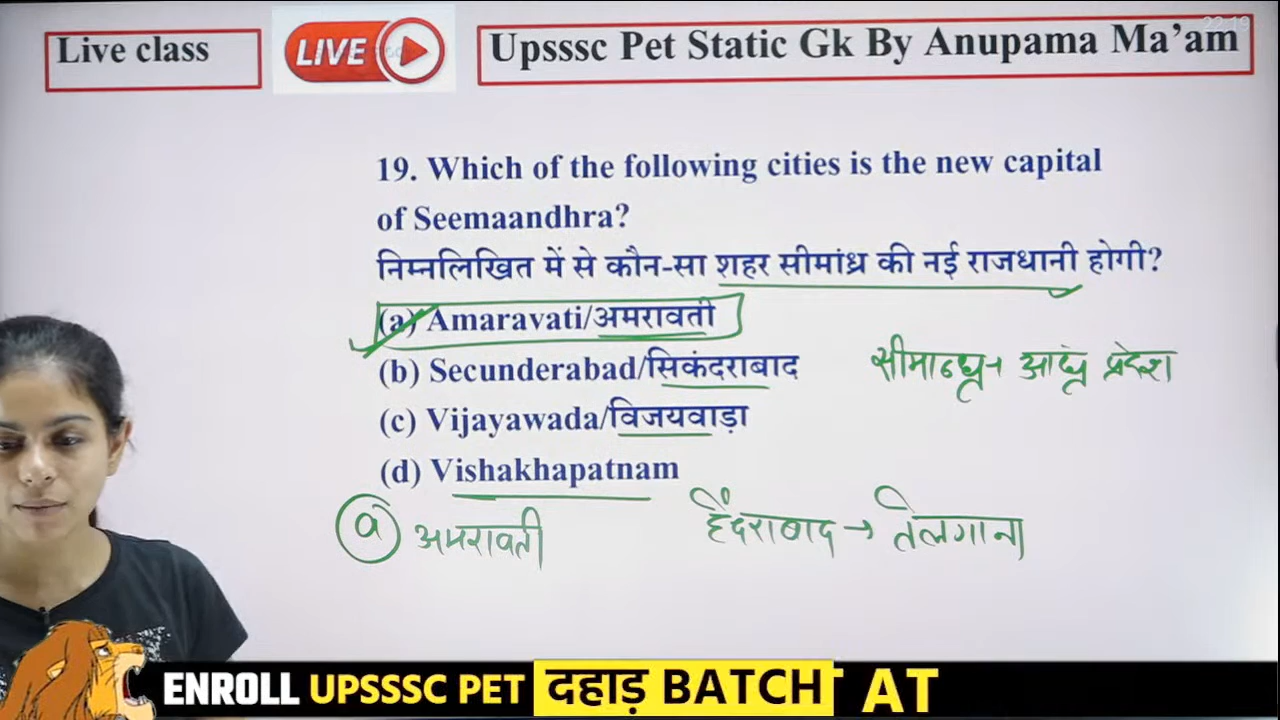 Live class
LIVE
Upsssc Pet Static Gk By Anupama Ma'am
22:19
19. Which of the following cities is the new capital
of Seemaandhra?
निम्नलिखित में से कौन-सा शहर सीमांध्र की नई राजधानी होगी?
(a) Amaravati/अमरावती
(b) Secunderabad/सिकंदराबाद
सीमान्ध्र→ आंध्र प्रदेश
(c) Vijayawada/विजयवाड़ा
(d) Vishakhapatnam
(a) अमरावती
हैदराबाद → तेलंगाना
ENROLL UPSSSC PET दहाड़ BATCH AT